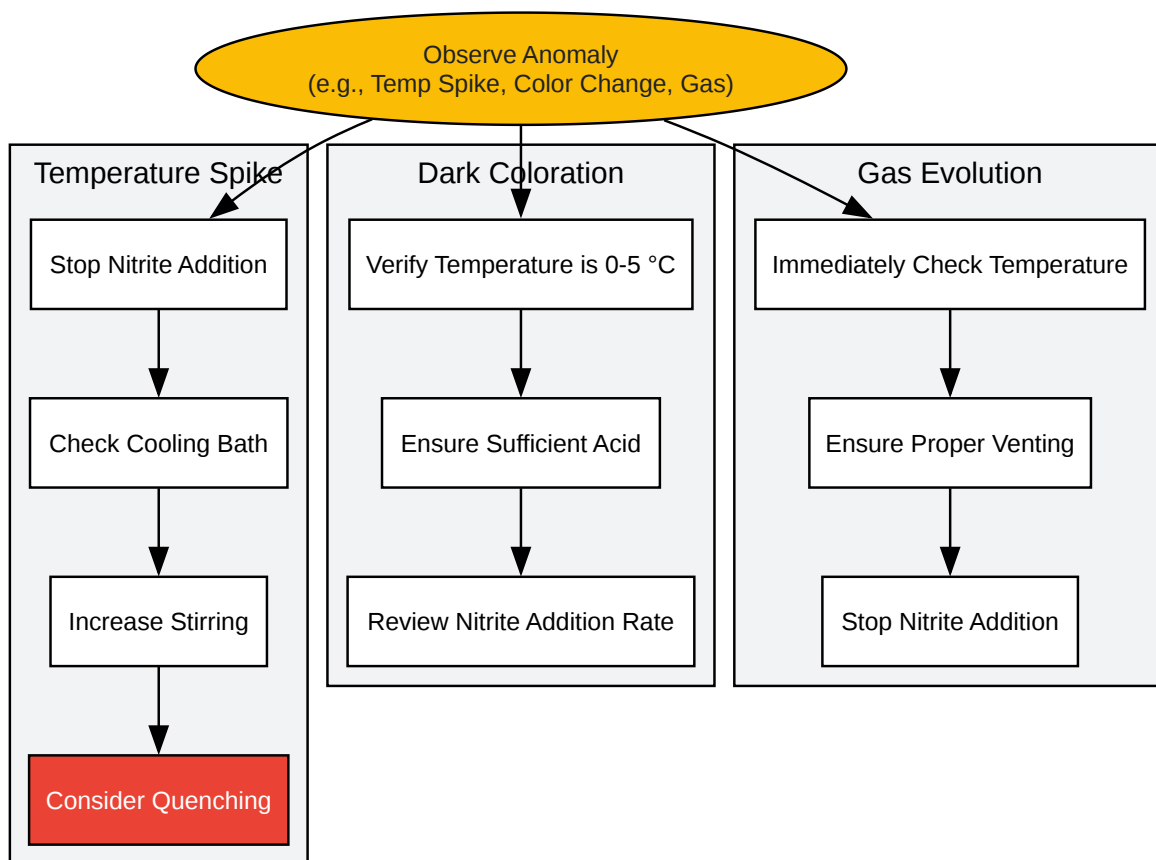 Observe Anomaly
(e.g., Temp Spike, Color Change, Gas)
Temperature Spike
Stop Nitrite Addition
Check Cooling Bath
Increase Stirring
Consider Quenching
Dark Coloration
Verify Temperature is 0-5 °C
Ensure Sufficient Acid
Review Nitrite Addition Rate
Gas Evolution
Immediately Check Temperature
Ensure Proper Venting
Stop Nitrite Addition